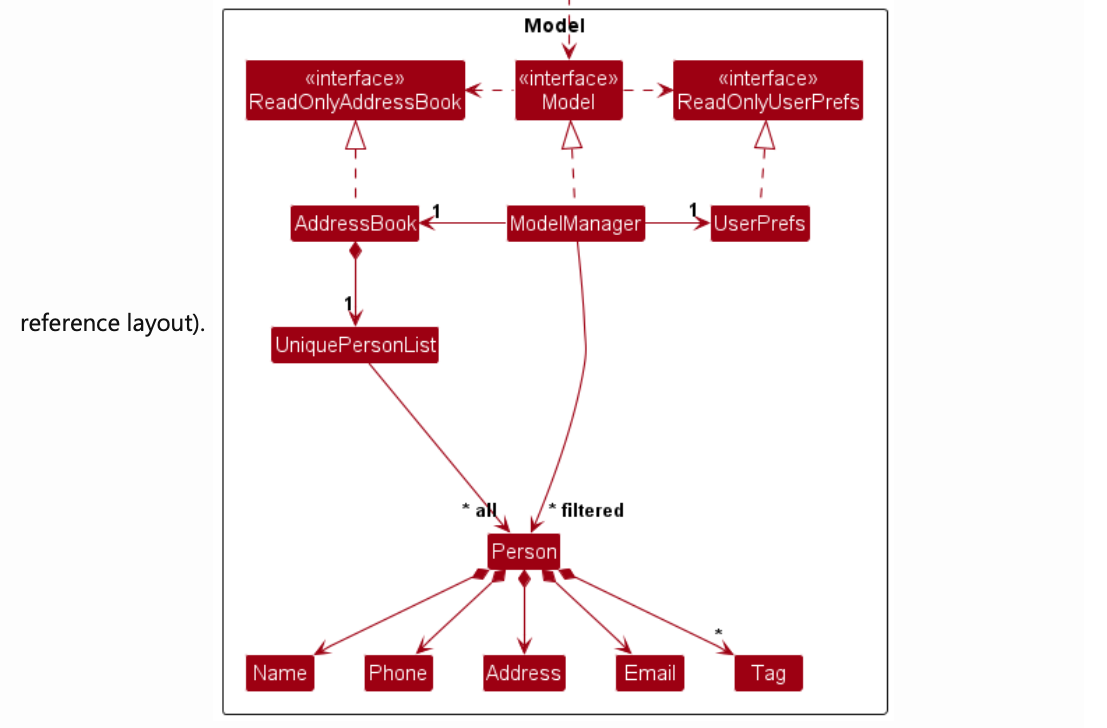 Model
«interface»
ReadOnlyAddressBook
«interface»
Model
«interface»
ReadOnlyUserPrefs
AddressBook
1
ModelManager
1
UserPrefs
1
reference layout).
UniquePersonList
* all
* filtered
Person
*
Name
Phone
Address
Email
Tag